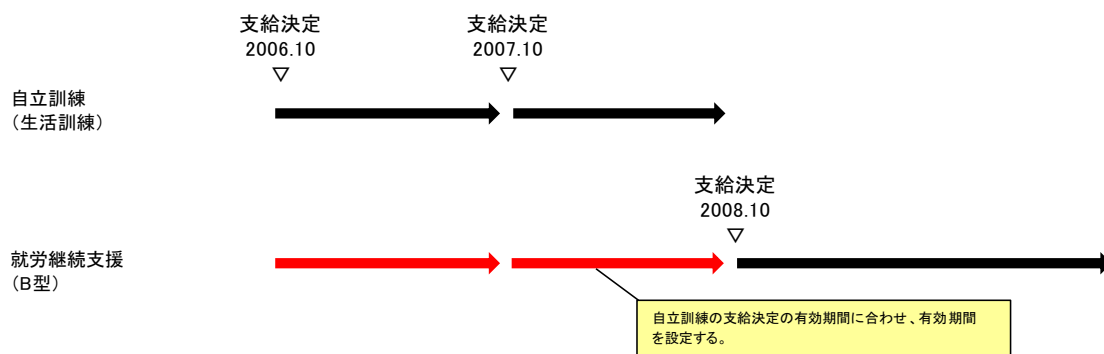 支給決定
2006.10
▽
支給決定
2007.10
▽
自立訓練
(生活訓練)
支給決定
2008.10
▽
就労継続支援
(B型)
自立訓練の支給決定の有効期間に合わせ、有効期間
を設定する。